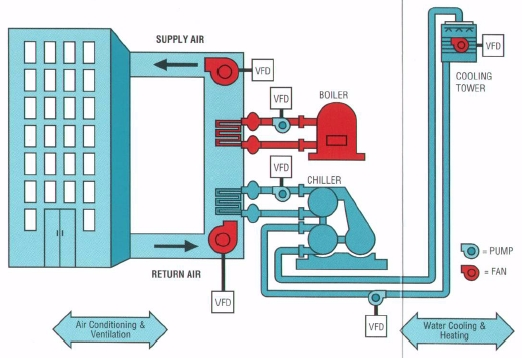 SUPPLY AIR
VFD
VFD
BOILER
VFD
COOLING
TOWER
VFD
CHILLER
RETURN AIR
VFD
VFD
= PUMP
= FAN
Air Conditioning &
Ventilation
Water Cooling &
Heating